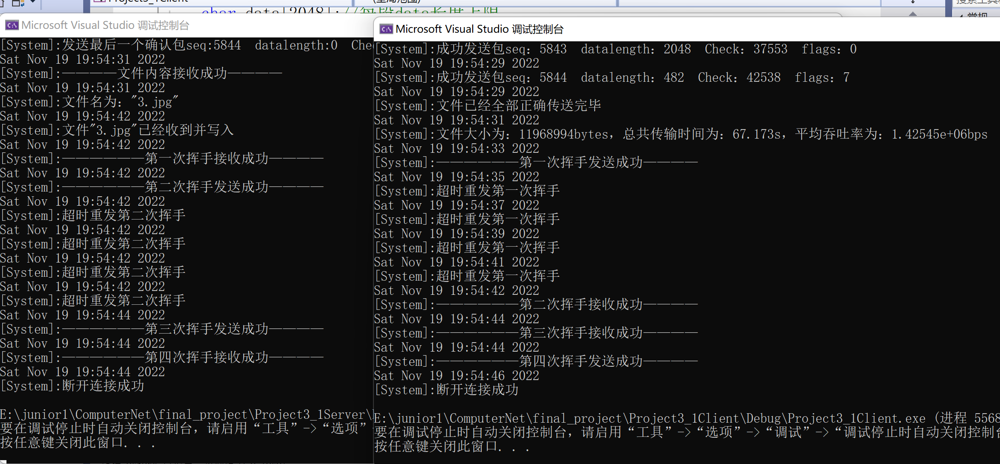 Project3_1Client
(全局范围)
char data[2048];//每段data长度上限
常规
Microsoft Visual Studio 调试控制台
[System]:发送最后一个确认包seq:5844  datalength:0  Che
Sat Nov 19 19:54:31 2022
[System]:————文件内容接收成功————
Sat Nov 19 19:54:31 2022
[System]:文件名为："3.jpg"
Sat Nov 19 19:54:42 2022
[System]:文件"3.jpg"已经收到并写入
Sat Nov 19 19:54:42 2022
[System]:——————第一次挥手接收成功————
Sat Nov 19 19:54:42 2022
[System]:——————第二次挥手发送成功————
Sat Nov 19 19:54:42 2022
[System]:超时重发第二次挥手
Sat Nov 19 19:54:42 2022
[System]:超时重发第二次挥手
Sat Nov 19 19:54:42 2022
[System]:超时重发第二次挥手
Sat Nov 19 19:54:42 2022
[System]:超时重发第二次挥手
Sat Nov 19 19:54:44 2022
[System]:——————第三次挥手发送成功————
Sat Nov 19 19:54:44 2022
[System]:——————第四次挥手接收成功————
Sat Nov 19 19:54:44 2022
[System]:断开连接成功
E:\junior1\ComputerNet\final_project\Project3_1Server\
要在调试停止时自动关闭控制台，请启用“工具”->“选项”
按任意键关闭此窗口. . .
Microsoft Visual Studio 调试控制台
[System]:成功发送包seq：5843  datalength：2048  Check：37553  flags：0
Sat Nov 19 19:54:29 2022
[System]:成功发送包seq：5844  datalength：482  Check：42538  flags：7
Sat Nov 19 19:54:29 2022
[System]:文件已经全部正确传送完毕
Sat Nov 19 19:54:31 2022
[System]:文件大小为：11968994bytes，总共传输时间为：67.173s，平均吞吐率为：1.42545e+06bps
Sat Nov 19 19:54:33 2022
[System]:——————第一次挥手发送成功————
Sat Nov 19 19:54:35 2022
[System]:超时重发第一次挥手
Sat Nov 19 19:54:37 2022
[System]:超时重发第一次挥手
Sat Nov 19 19:54:39 2022
[System]:超时重发第一次挥手
Sat Nov 19 19:54:41 2022
[System]:超时重发第一次挥手
Sat Nov 19 19:54:42 2022
[System]:——————第二次挥手接收成功————
Sat Nov 19 19:54:44 2022
[System]:——————第三次挥手接收成功————
Sat Nov 19 19:54:44 2022
[System]:——————第四次挥手发送成功————
Sat Nov 19 19:54:46 2022
[System]:断开连接成功
E:\junior1\ComputerNet\final_project\Project3_1Client\Debug\Project3_1Client.exe (进程 5568
要在调试停止时自动关闭控制台，请启用“工具”->“选项”->“调试”->“调试停止时自动关闭控制台
按任意键关闭此窗口. . .